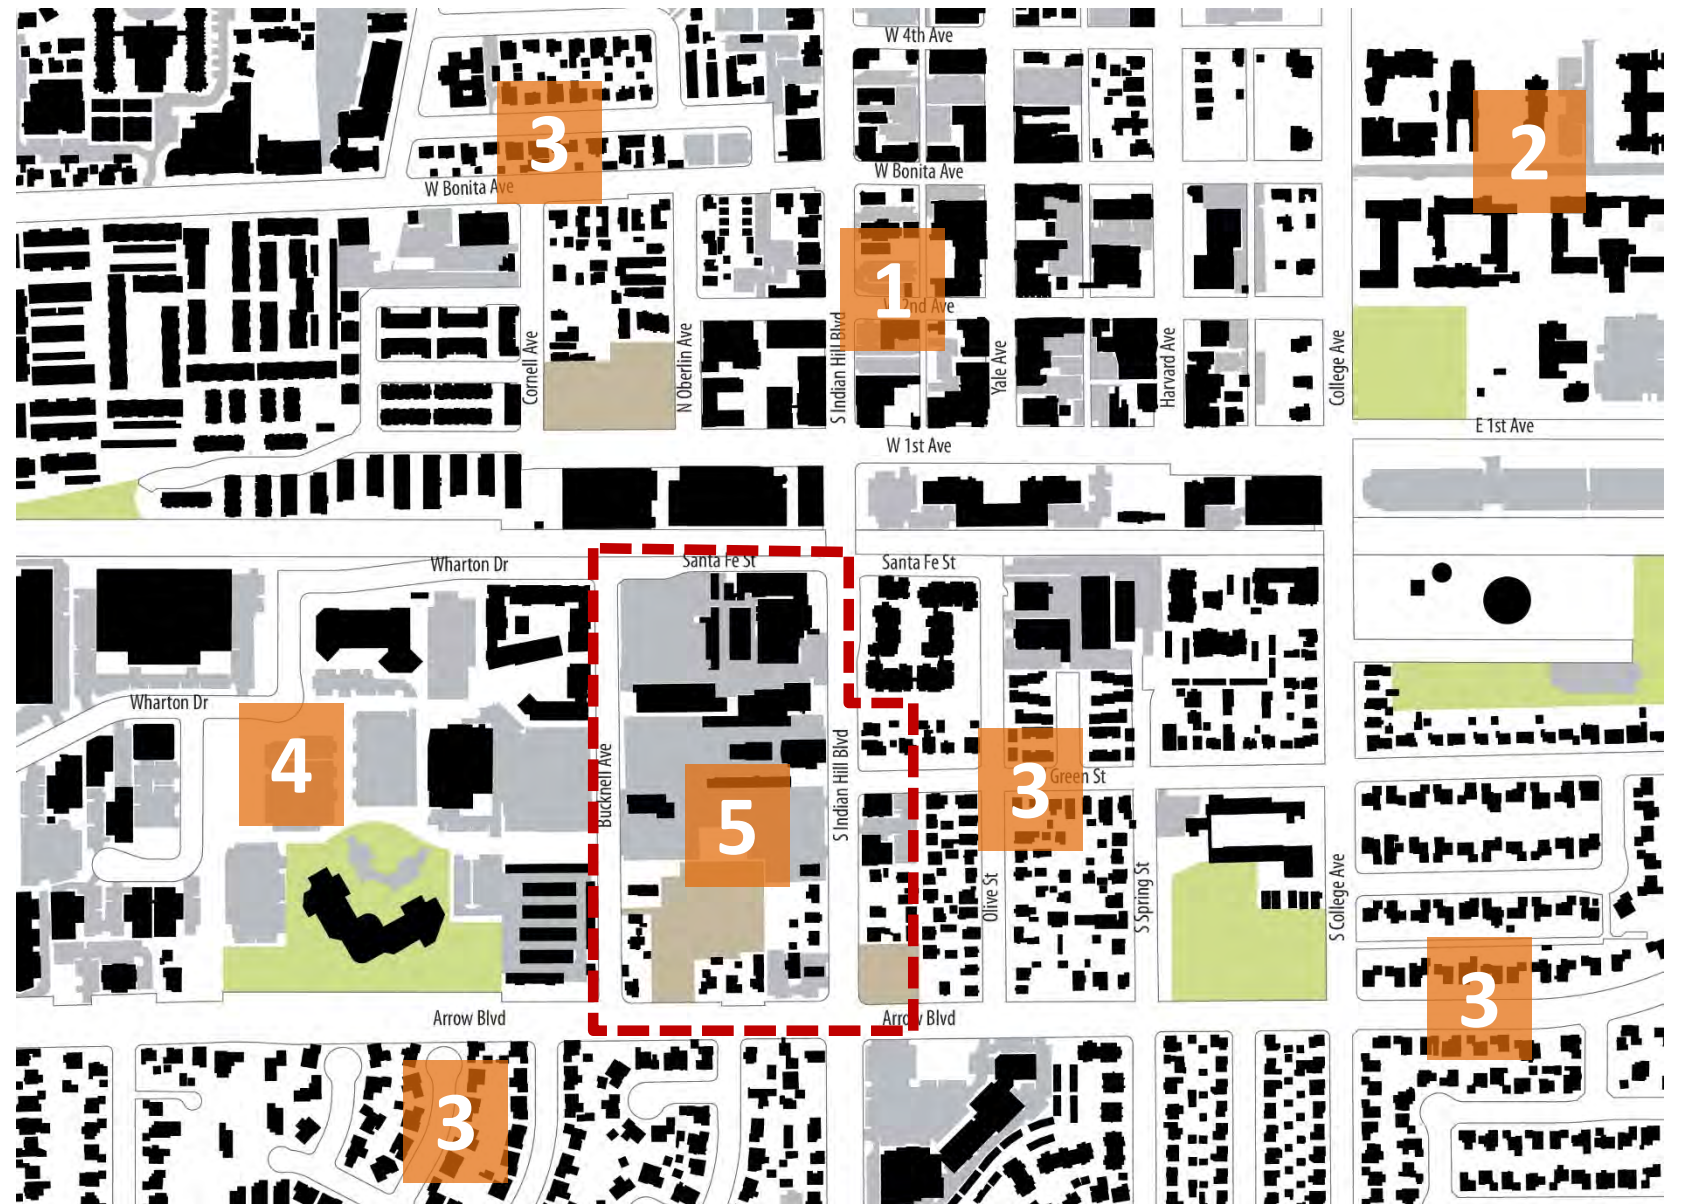 W 4th Ave
3
2
W Bonita Ave
W Bonita Ave
1
W 2nd Ave
Cornell Ave
N Oberlin Ave
S Indian Hill Blvd
Yale Ave
Harvard Ave
College Ave
E 1st Ave
W 1st Ave
Wharton Dr
Santa Fe St
Santa Fe St
Wharton Dr
4
Bucknell Ave
5
S Indian Hill Blvd
3
Green St
Olive St
S Spring St
S College Ave
3
Arrow Blvd
Arrow Blvd
3